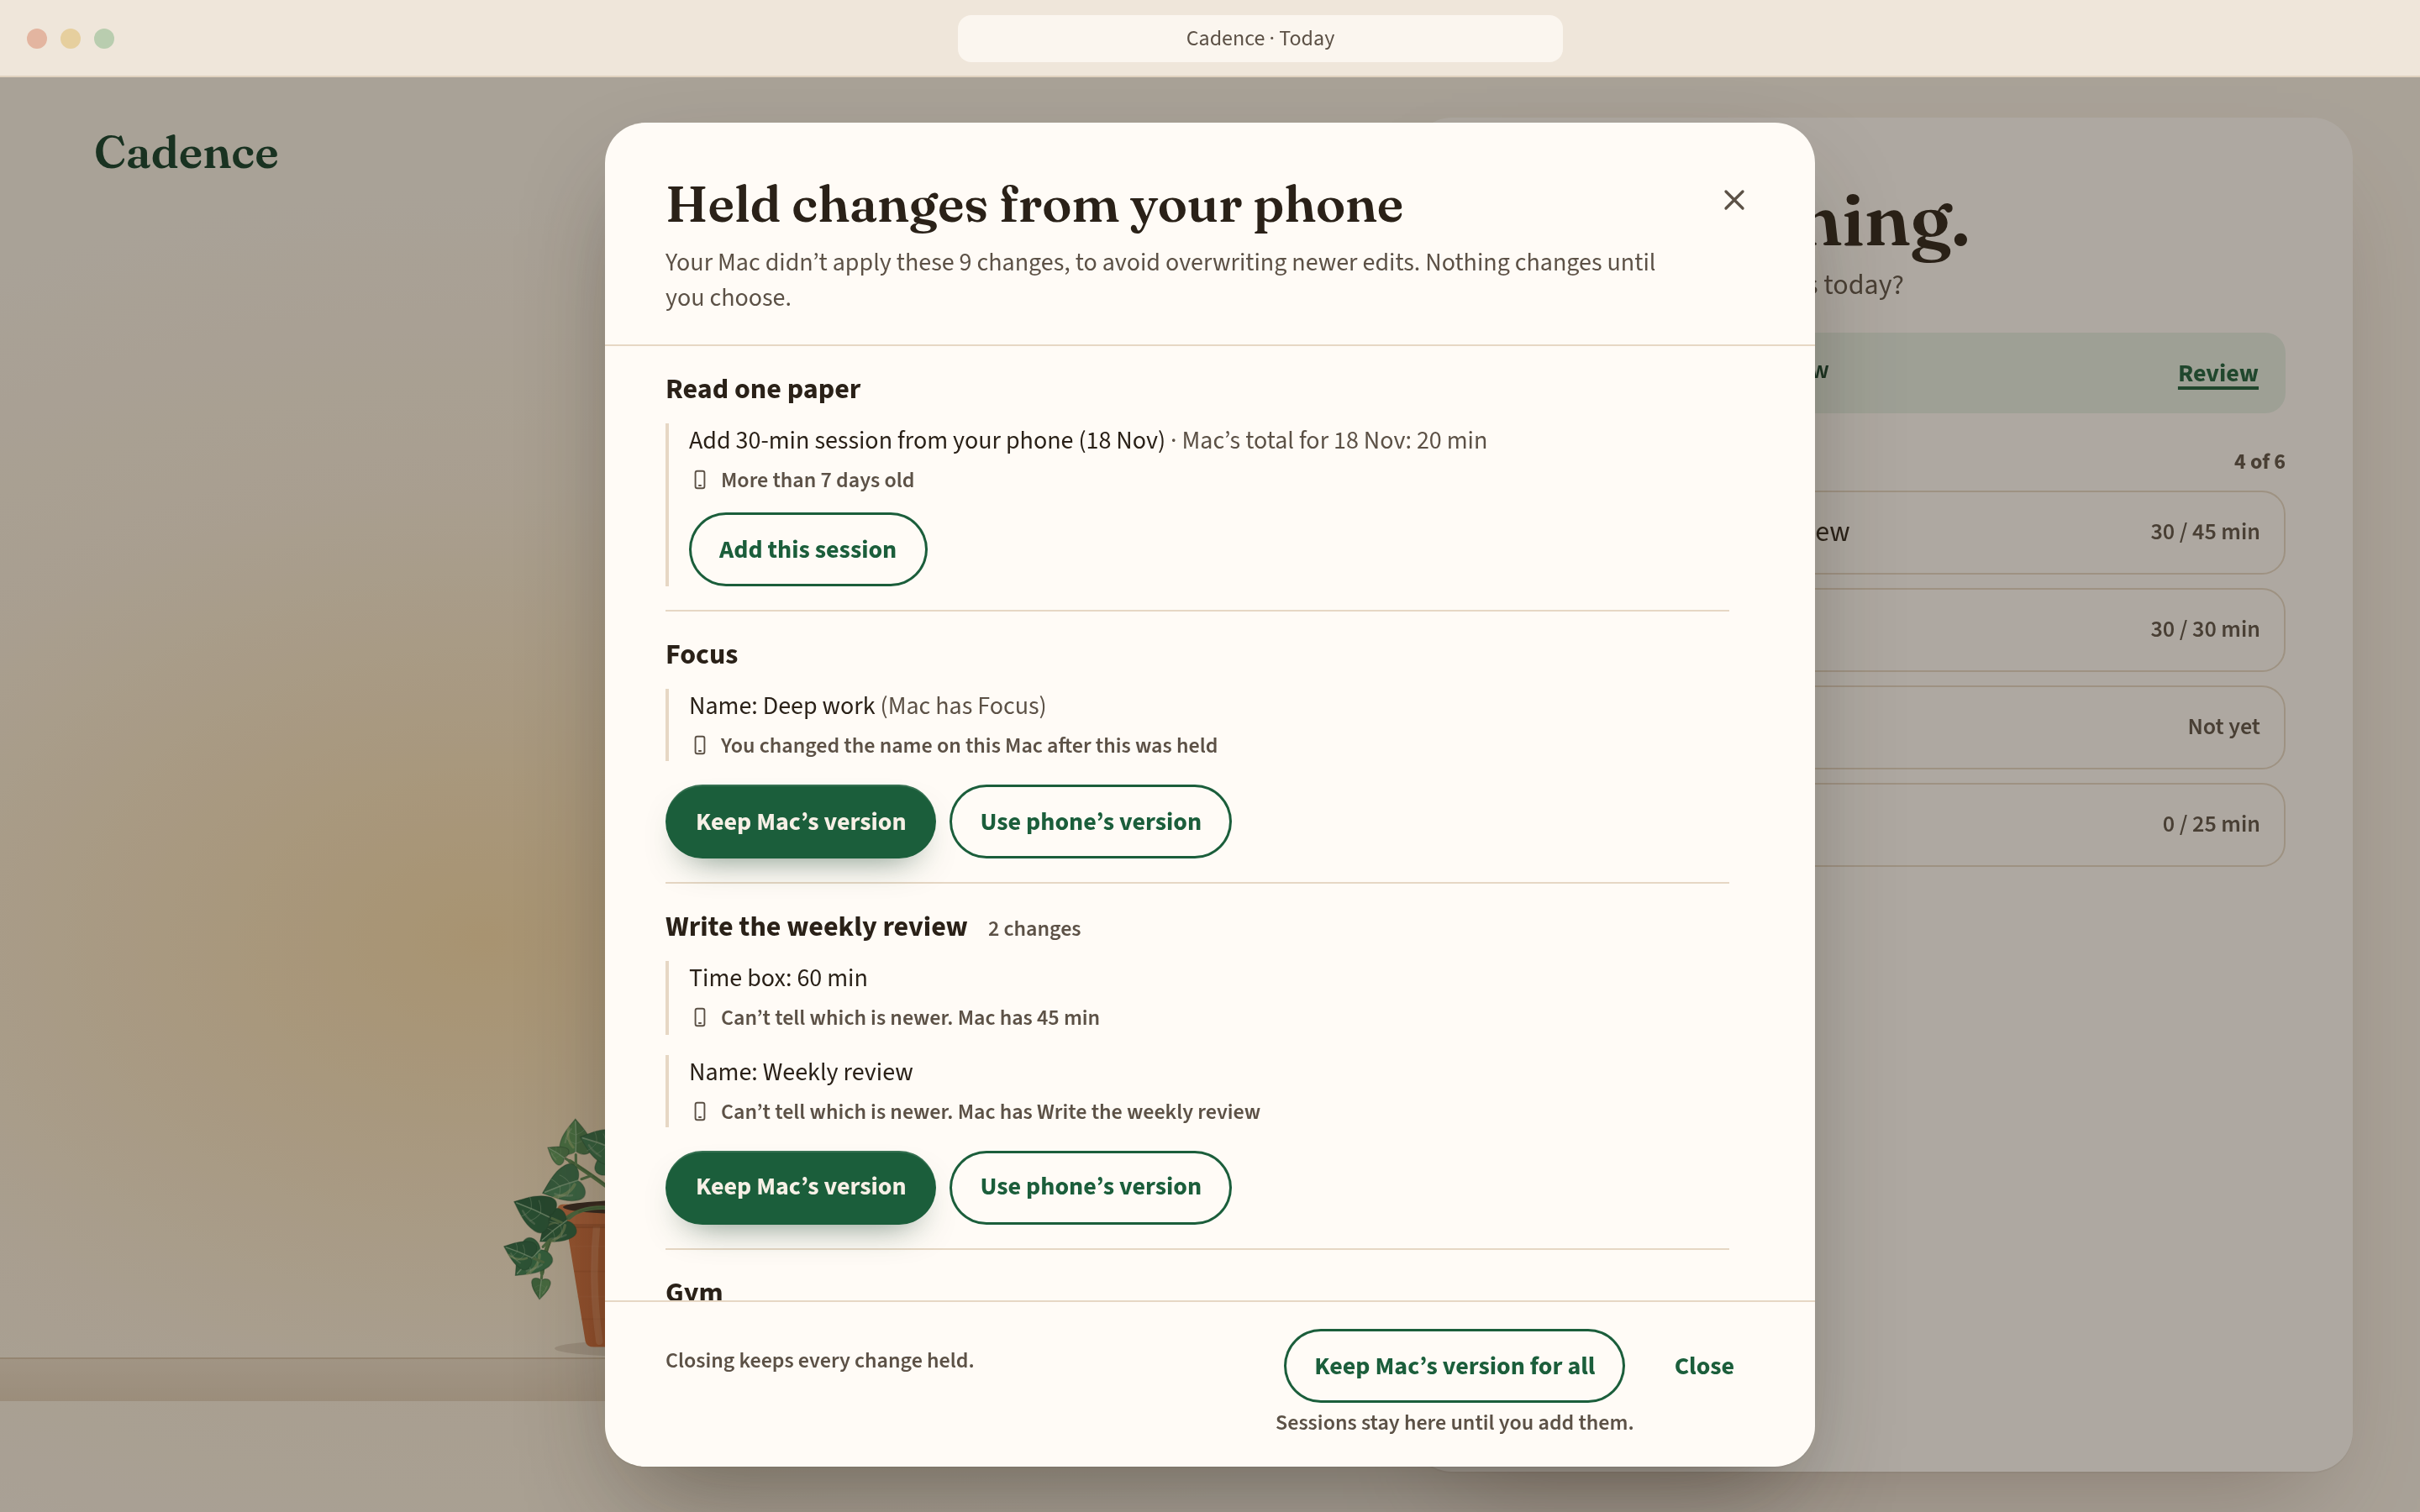 Cadence · Today
Cadence
Held changes from your phone
Your Mac didn’t apply these 9 changes, to avoid overwriting newer edits. Nothing changes until
you choose.
Read one paper
Add 30-min session from your phone (18 Nov) · Mac’s total for 18 Nov: 20 min
More than 7 days old
Add this session
Focus
Name: Deep work (Mac has Focus)
You changed the name on this Mac after this was held
Keep Mac’s version
Use phone’s version
Write the weekly review 2 changes
Time box: 60 min
Can’t tell which is newer. Mac has 45 min
Name: Weekly review
Can’t tell which is newer. Mac has Write the weekly review
Keep Mac’s version
Use phone’s version
Gym
Closing keeps every change held.
Keep Mac’s version for all
Close
Sessions stay here until you add them.
ning.
today?
Review
4 of 6
ew
30 / 45 min
30 / 30 min
Not yet
0 / 25 min